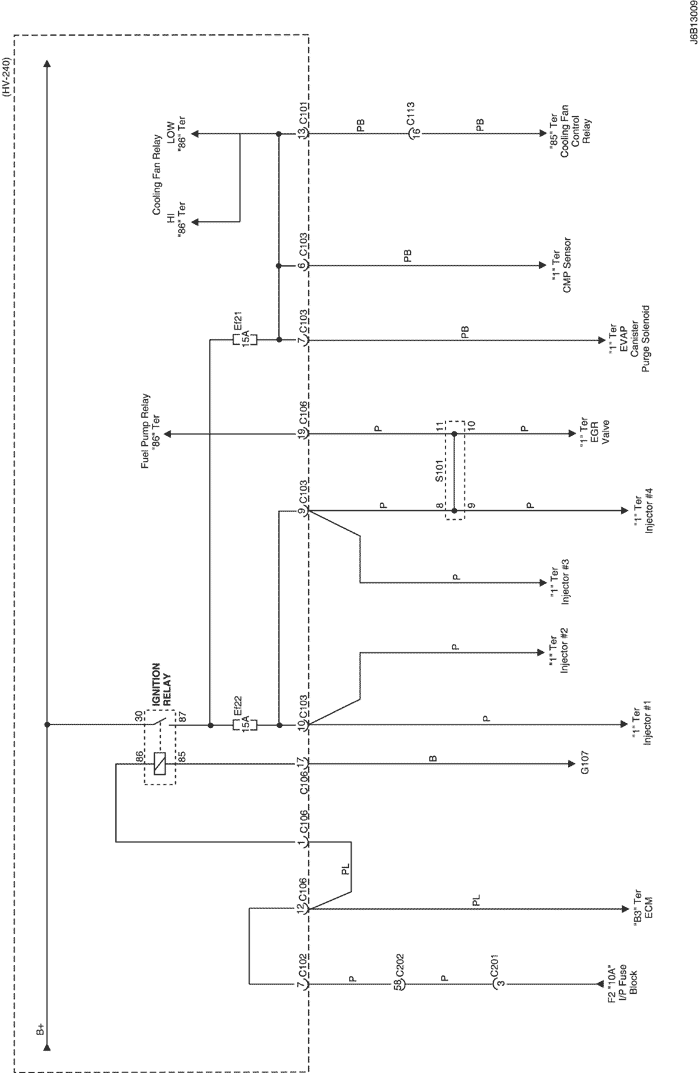 J6B13009
(HV-240)
B+
Cooling Fan Relay
LOW
"86" Ter
HI
"86" Ter
13
C101
PB
16
C113
PB
"85" Ter
Cooling Fan
Control
Relay
6
C103
PB
"1" Ter
CMP Sensor
Ef21
15A
7
C103
PB
"1" Ter
EVAP
Canister
Purge Solenoid
Fuel Pump Relay
"86" Ter
19
C106
P
11
10
P
"1" Ter
EGR
Valve
S101
9
C103
P
8
9
P
"1" Ter
Injector #4
P
"1" Ter
Injector #3
P
"1" Ter
Injector #2
IGNITION
RELAY
30
87
86
85
Ef22
15A
10
C103
P
"1" Ter
Injector #1
17
C106
B
G107
1
C106
PL
12
C106
PL
"B3" Ter
ECM
7
C102
P
58
C202
P
3
C201
F2 "10A"
I/P Fuse
Block